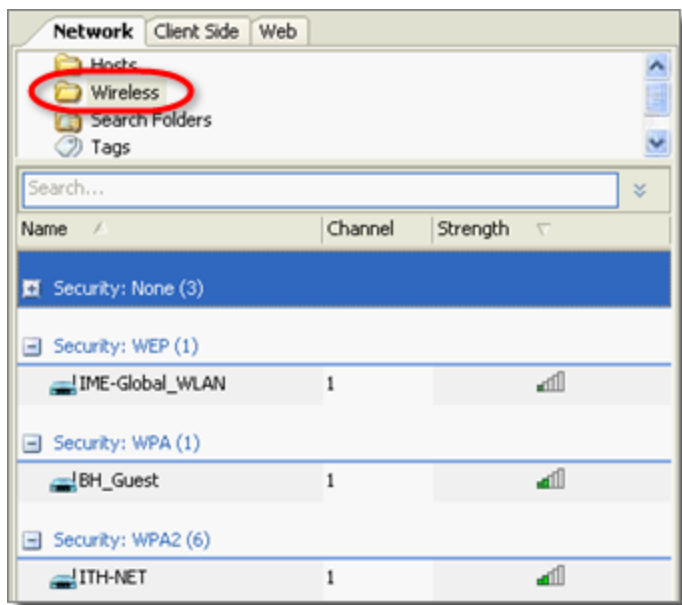 Network Client Side Web
Hosts...
Wireless
Search Folders
Tags
Search...
Name Channel Strength
Security: None (3)
Security: WEP (1)
IME-Global_WLAN 1
Security: WPA (1)
BH_Guest 1
Security: WPA2 (6)
ITH-NET 1